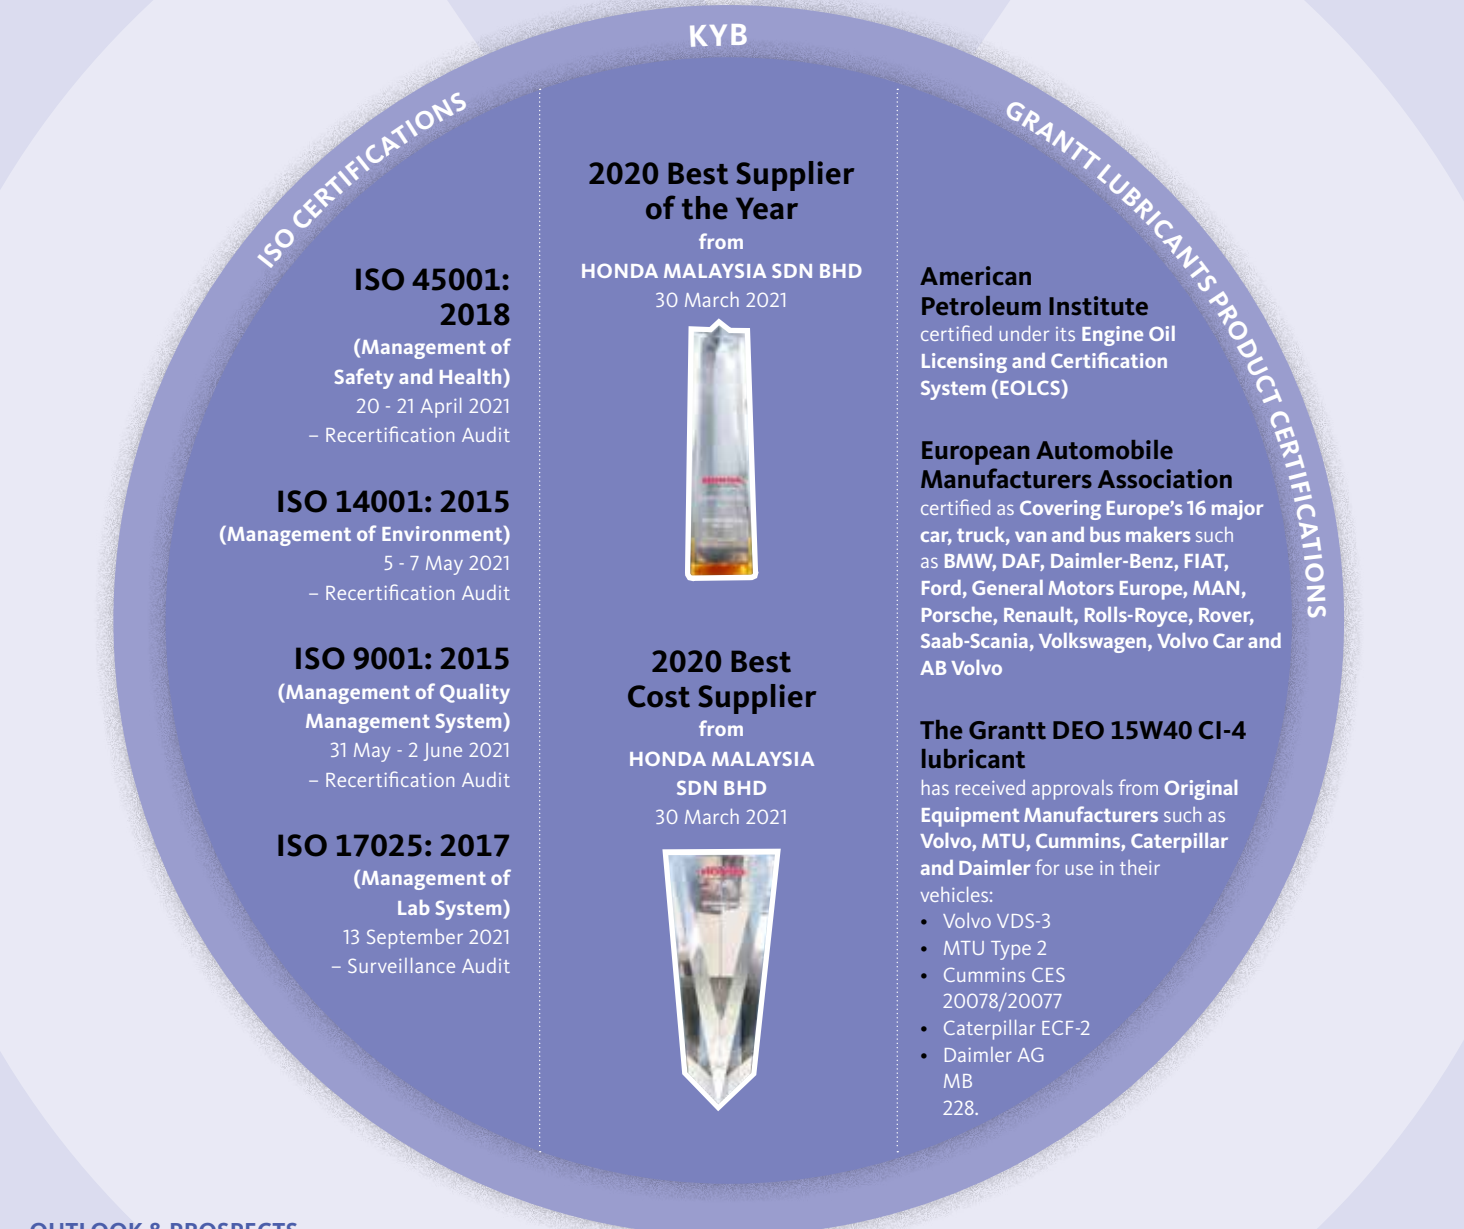 KYB
ISO CERTIFICATIONS
ISO 45001:
2018
(Management of
Safety and Health)
20 - 21 April 2021
– Recertification Audit
ISO 14001: 2015
(Management of Environment)
5 - 7 May 2021
– Recertification Audit
ISO 9001: 2015
(Management of Quality
Management System)
31 May - 2 June 2021
– Recertification Audit
ISO 17025: 2017
(Management of
Lab System)
13 September 2021
– Surveillance Audit
2020 Best Supplier
of the Year
from
HONDA MALAYSIA SDN BHD
30 March 2021
2020 Best
Cost Supplier
from
HONDA MALAYSIA
SDN BHD
30 March 2021
GRANTT LUBRICANTS PRODUCT CERTIFICATIONS
American
Petroleum Institute
certified under its Engine Oil
Licensing and Certification
System (EOLCS)
European Automobile
Manufacturers Association
certified as Covering Europe’s 16 major
car, truck, van and bus makers such
as BMW, DAF, Daimler-Benz, FIAT,
Ford, General Motors Europe, MAN,
Porsche, Renault, Rolls-Royce, Rover,
Saab-Scania, Volkswagen, Volvo Car and
AB Volvo
The Grantt DEO 15W40 CI-4
lubricant
has received approvals from Original
Equipment Manufacturers such as
Volvo, MTU, Cummins, Caterpillar
and Daimler for use in their
vehicles:
• Volvo VDS-3
• MTU Type 2
• Cummins CES
20078/20077
• Caterpillar ECF-2
• Daimler AG
MB
228.
OUTLOOK & PROSPECTS